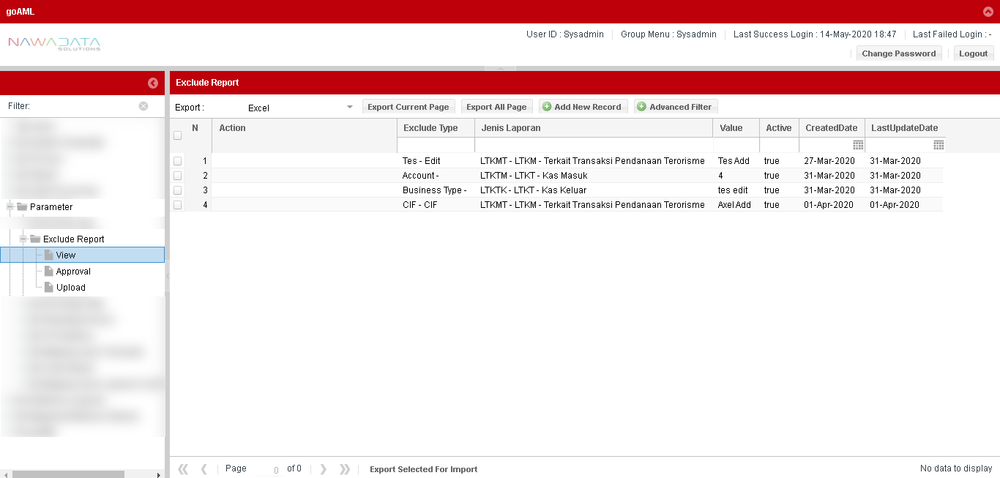 goAML
NAWADATA
SOLUTIONS
User ID : Sysadmin Group Menu : Sysadmin Last Success Login : 14-May-2020 18:47 Last Failed Login : -
Change Password Logout
Filter:
Parameter
Exclude Report
View
Approval
Upload
Exclude Report
Export : Excel Export Current Page Export All Page Add New Record Advanced Filter
N Action Exclude Type Jenis Laporan Value Active CreatedDate LastUpdateDate
1 Tes - Edit LTKMT - LTKM - Terkait Transaksi Pendanaan Terorisme Tes Add true 27-Mar-2020 31-Mar-2020
2 Account - LTKTM - LTKT - Kas Masuk 4 true 31-Mar-2020 31-Mar-2020
3 Business Type - LTKTK - LTKT - Kas Keluar tes edit true 31-Mar-2020 31-Mar-2020
4 CIF - CIF LTKMT - LTKM - Terkait Transaksi Pendanaan Terorisme Axel Add true 01-Apr-2020 01-Apr-2020
Page 0 of 0 Export Selected For Import No data to display